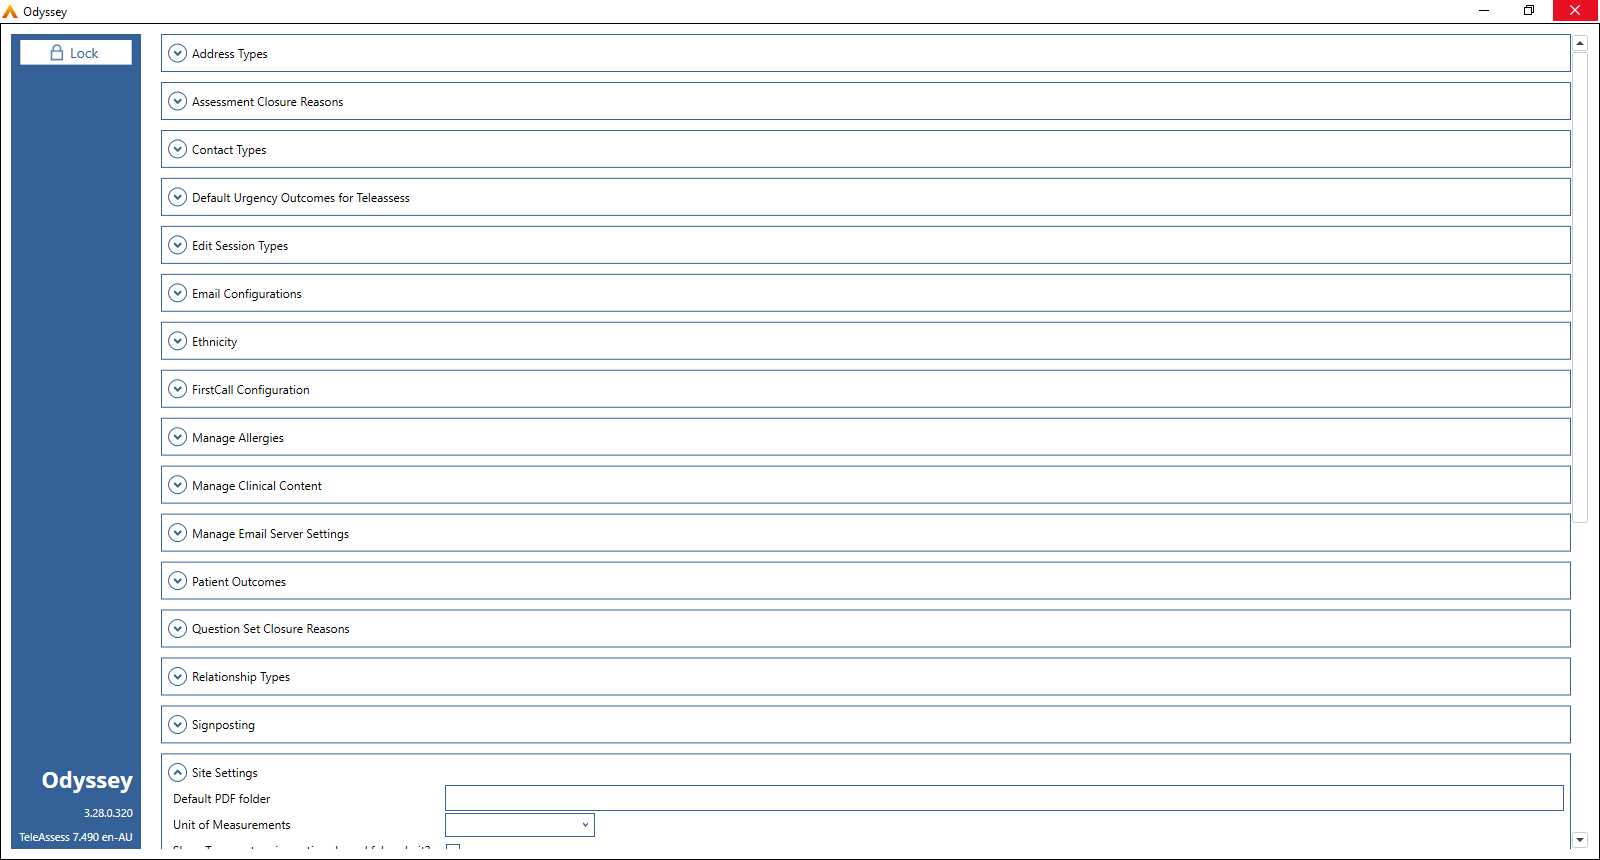 Odyssey
Lock
Address Types
Assessment Closure Reasons
Contact Types
Default Urgency Outcomes for Teleassess
Edit Session Types
Email Configurations
Ethnicity
FirstCall Configuration
Manage Allergies
Manage Clinical Content
Manage Email Server Settings
Patient Outcomes
Question Set Closure Reasons
Relationship Types
Signposting
Site Settings
Default PDF folder
Unit of Measurements
Odyssey
3.28.0.320
TeleAssess 7.490 en-AU